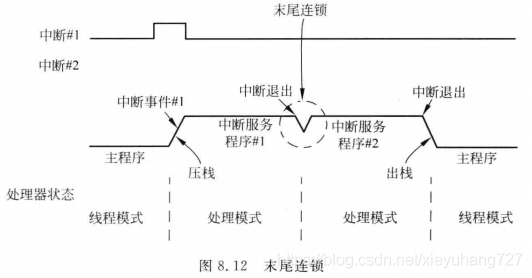 末尾连锁
中断#1
中断#2
中断事件#1
中断退出
中断退出
中断服务
程序#1
中断服务
程序#2
主程序
压栈
出栈
主程序
处理器状态
线程模式
处理模式
处理模式
线程模式
https://blog.csdn.net/xieyuhang727
图 8.12 末尾连锁